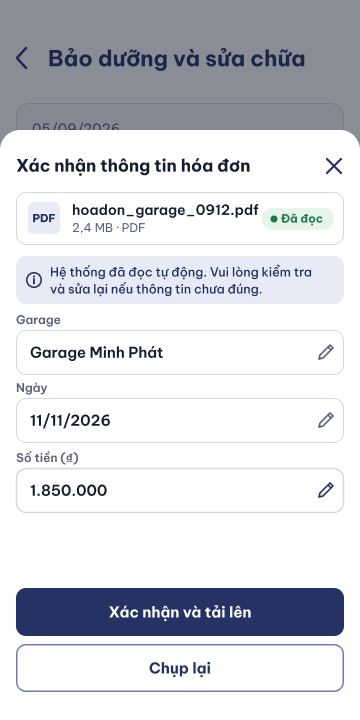 Bảo dưỡng và sửa chữa
05/09/2026
Xác nhận thông tin hóa đơn
PDF
hoadon_garage_0912.pdf
Đã đọc
2,4 MB · PDF
Hệ thống đã đọc tự động. Vui lòng kiểm tra
và sửa lại nếu thông tin chưa đúng.
Garage
Garage Minh Phát
Ngày
11/11/2026
Số tiền (₫)
1.850.000
Xác nhận và tải lên
Chụp lại